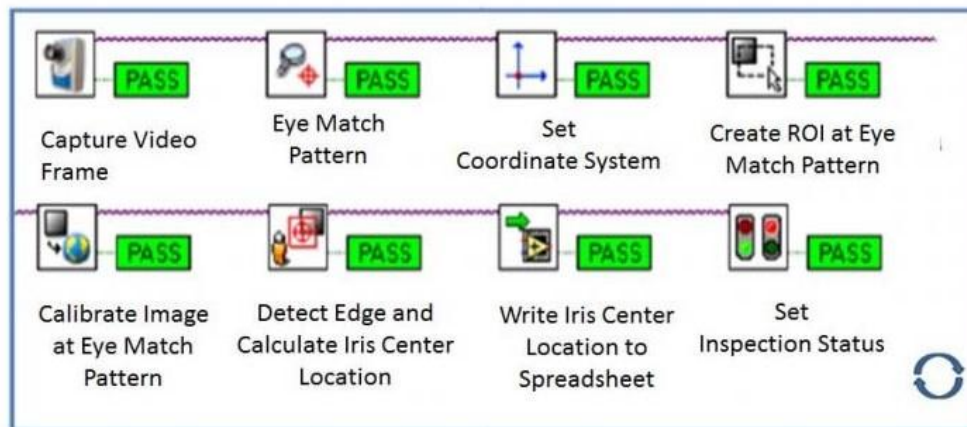 PASS PASS PASS PASS
Capture Video
Frame
Eye Match
Pattern
Set
Coordinate System
Create ROI at Eye
Match Pattern
PASS PASS PASS PASS
Calibrate Image
at Eye Match
Pattern
Detect Edge and
Calculate Iris Center
Location
Write Iris Center
Location to
Spreadsheet
Set
Inspection Status